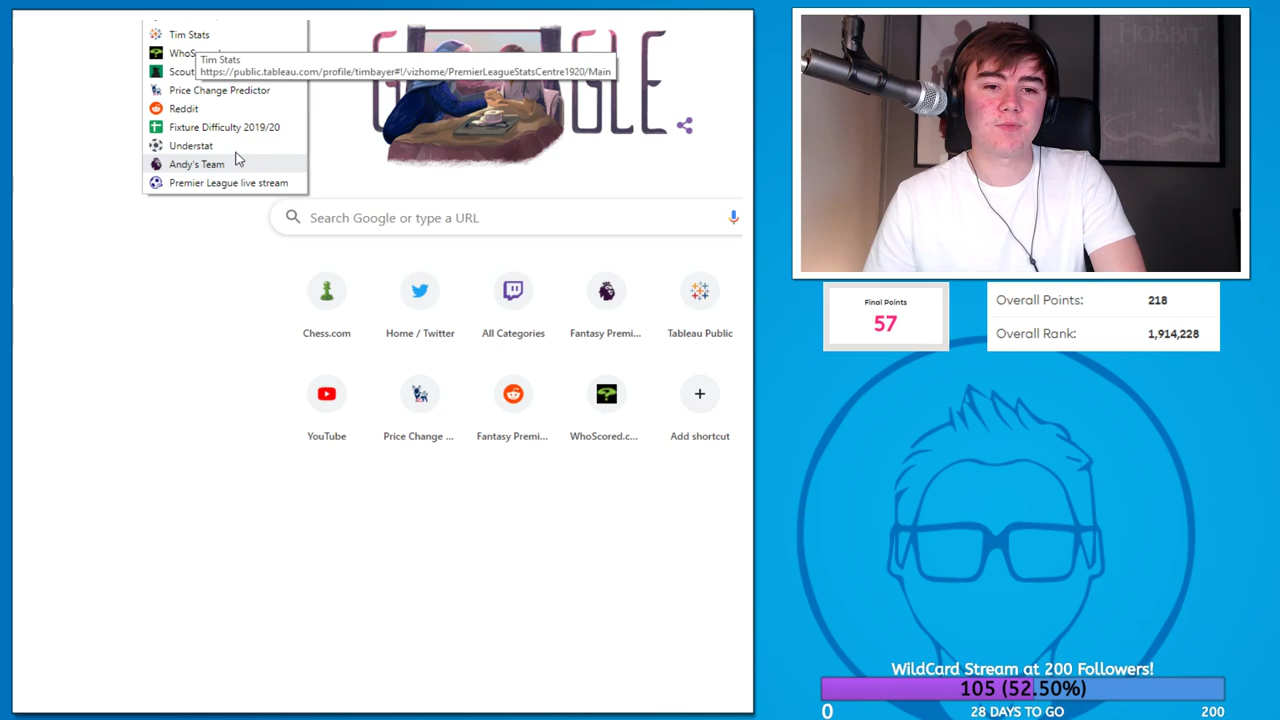 Tim Stats
WhoS
Tim Stats
https://public.tableau.com/profile/timbayer#!/vizhome/PremierLeagueStatsCentre1920/Main
Scout
Price Change Predictor
Reddit
Fixture Difficulty 2019/20
Understat
Andy's Team
Premier League live stream
Search Google or type a URL
Chess.com
Home / Twitter
All Categories
Fantasy Premi...
Tableau Public
YouTube
Price Change ...
Fantasy Premi...
WhoScored.c...
Add shortcut
HOBBIT
Final Points
57
Overall Points: 218
Overall Rank: 1,914,228
WildCard Stream at 200 Followers!
105 (52.50%)
0 28 DAYS TO GO 200